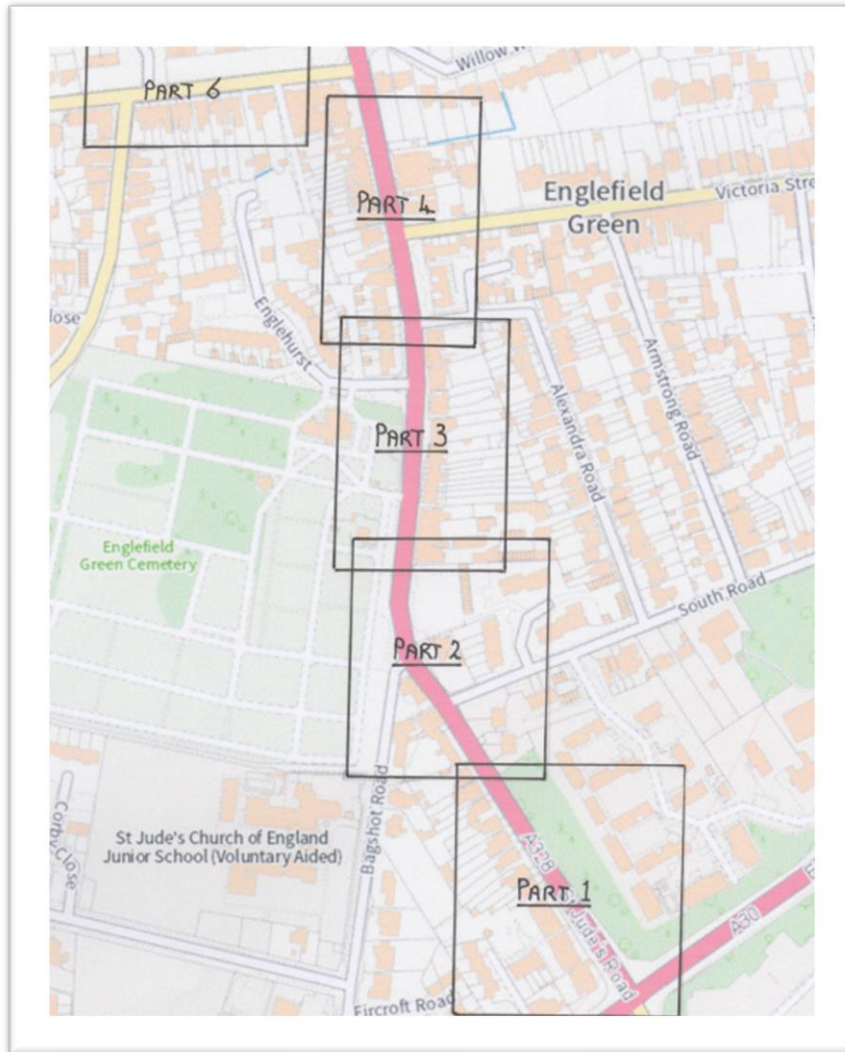 Willow W
PART 6
Englefield
Green
Victoria Stre
PART 4
Englehurst
lose
Armstrong Road
Alexandra Road
PART 3
Englefield
Green Cemetery
South Road
PART 2
Bagshot Road
Corby Close
St Jude's Church of England
Junior School (Voluntary Aided)
A328
PART 1
Jude's Road
A30
E
Fircroft Road